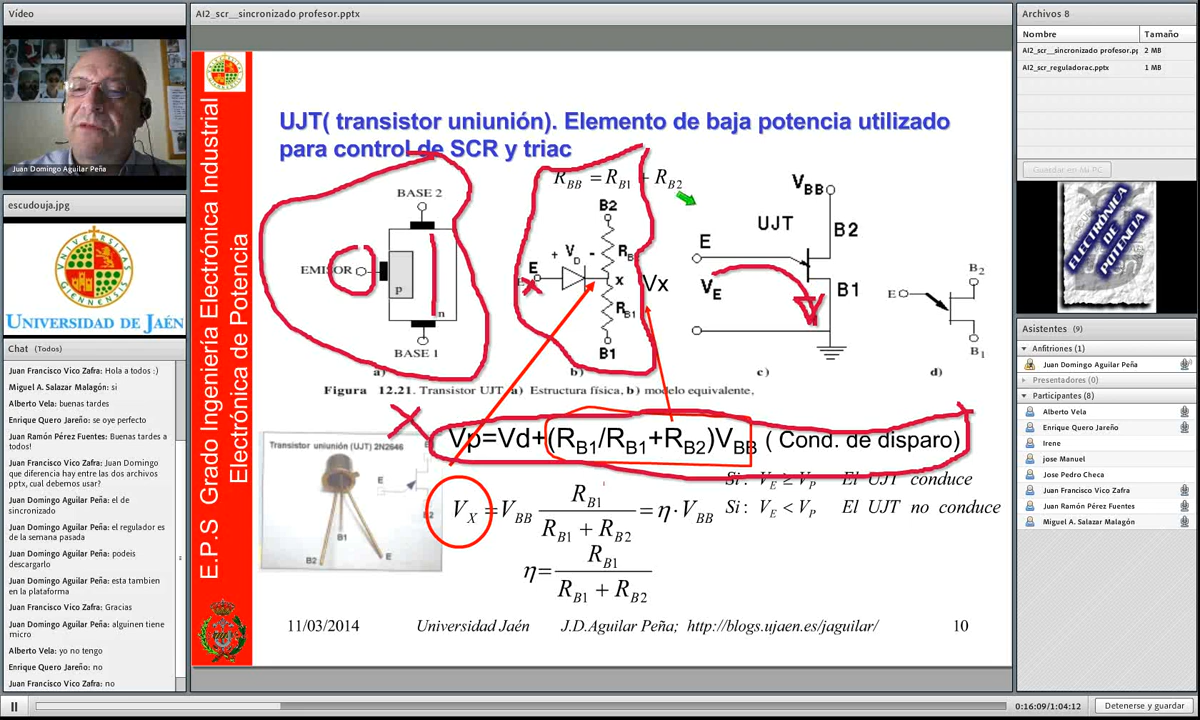 Vídeo
Juan Domingo Aguilar Peña
escudouja.jpg
UNIVERSITAS GIENNENSIS
UNIVERSIDAD DE JAÉN
Chat (Todos)
Juan Francisco Vico Zafra: Hola a todos :)
Miguel A. Salazar Malagón: si
Alberto Vela: buenas tardes
Enrique Quero Jareño: se oye perfecto
Juan Ramón Pérez Fuentes: Buenas tardes a
todos!
Juan Francisco Vico Zafra: Juan Domingo
que diferencia hay entre las dos archivos
pptx, cual debemos usar?
Juan Domingo Aguilar Peña: el de
sincronizado
Juan Domingo Aguilar Peña: el regulador es
de la semana pasada
Juan Domingo Aguilar Peña: podeis
descargarlo
Juan Domingo Aguilar Peña: esta tambien
en la plataforma
Juan Francisco Vico Zafra: Gracias
Juan Domingo Aguilar Peña: alguinen tiene
micro
Alberto Vela: yo no tengo
Enrique Quero Jareño: no
Juan Francisco Vico Zafra: no
AI2_scr__sincronizado profesor.pptx
E.P.S Grado Ingeniería Electrónica Industrial
Electrónica de Potencia
UJT( transistor uniunión). Elemento de baja potencia utilizado
para control de SCR y triac
BASE 2
EMISOR
p
n
BASE 1
a)
R_BB = R_B1 + R_B2
B2
+ V_D -
E
x
Vx
R_B1
B1
b)
V_BB
UJT
B2
E
V_E
B1
c)
B₂
E
B₁
d)
Figura 12.21. Transistor UJT. a) Estructura física, b) modelo equivalente,
Vp=Vd+(R_B1/R_B1+R_B2)V_BB ( Cond. de disparo)
Si: V_E ≥ V_P El UJT conduce
Si: V_E < V_P El UJT no conduce
Transistor uniunión (UJT) 2N2646
E
B1
B2
E
V_X = V_BB R_B1 / (R_B1 + R_B2) = η · V_BB
η = R_B1 / (R_B1 + R_B2)
11/03/2014 Universidad Jaén J.D.Aguilar Peña; http://blogs.ujaen.es/jaguilar/ 10
Archivos 8
Nombre Tamaño
AI2_scr__sincronizado profesor.pp 2 MB
AI2_scr_reguladorac.pptx 1 MB
Guardar en Mi PC
ELECTRÓNICA
DE
POTENCIA
Asistentes (9)
Anfitriones (1)
Juan Domingo Aguilar Peña
Presentadores (0)
Participantes (8)
Alberto Vela
Enrique Quero Jareño
Irene
jose Manuel
Jose Pedro Checa
Juan Francisco Vico Zafra
Juan Ramón Pérez Fuentes
Miguel A. Salazar Malagón
0:16:09/1:04:12
Detenerse y guardar